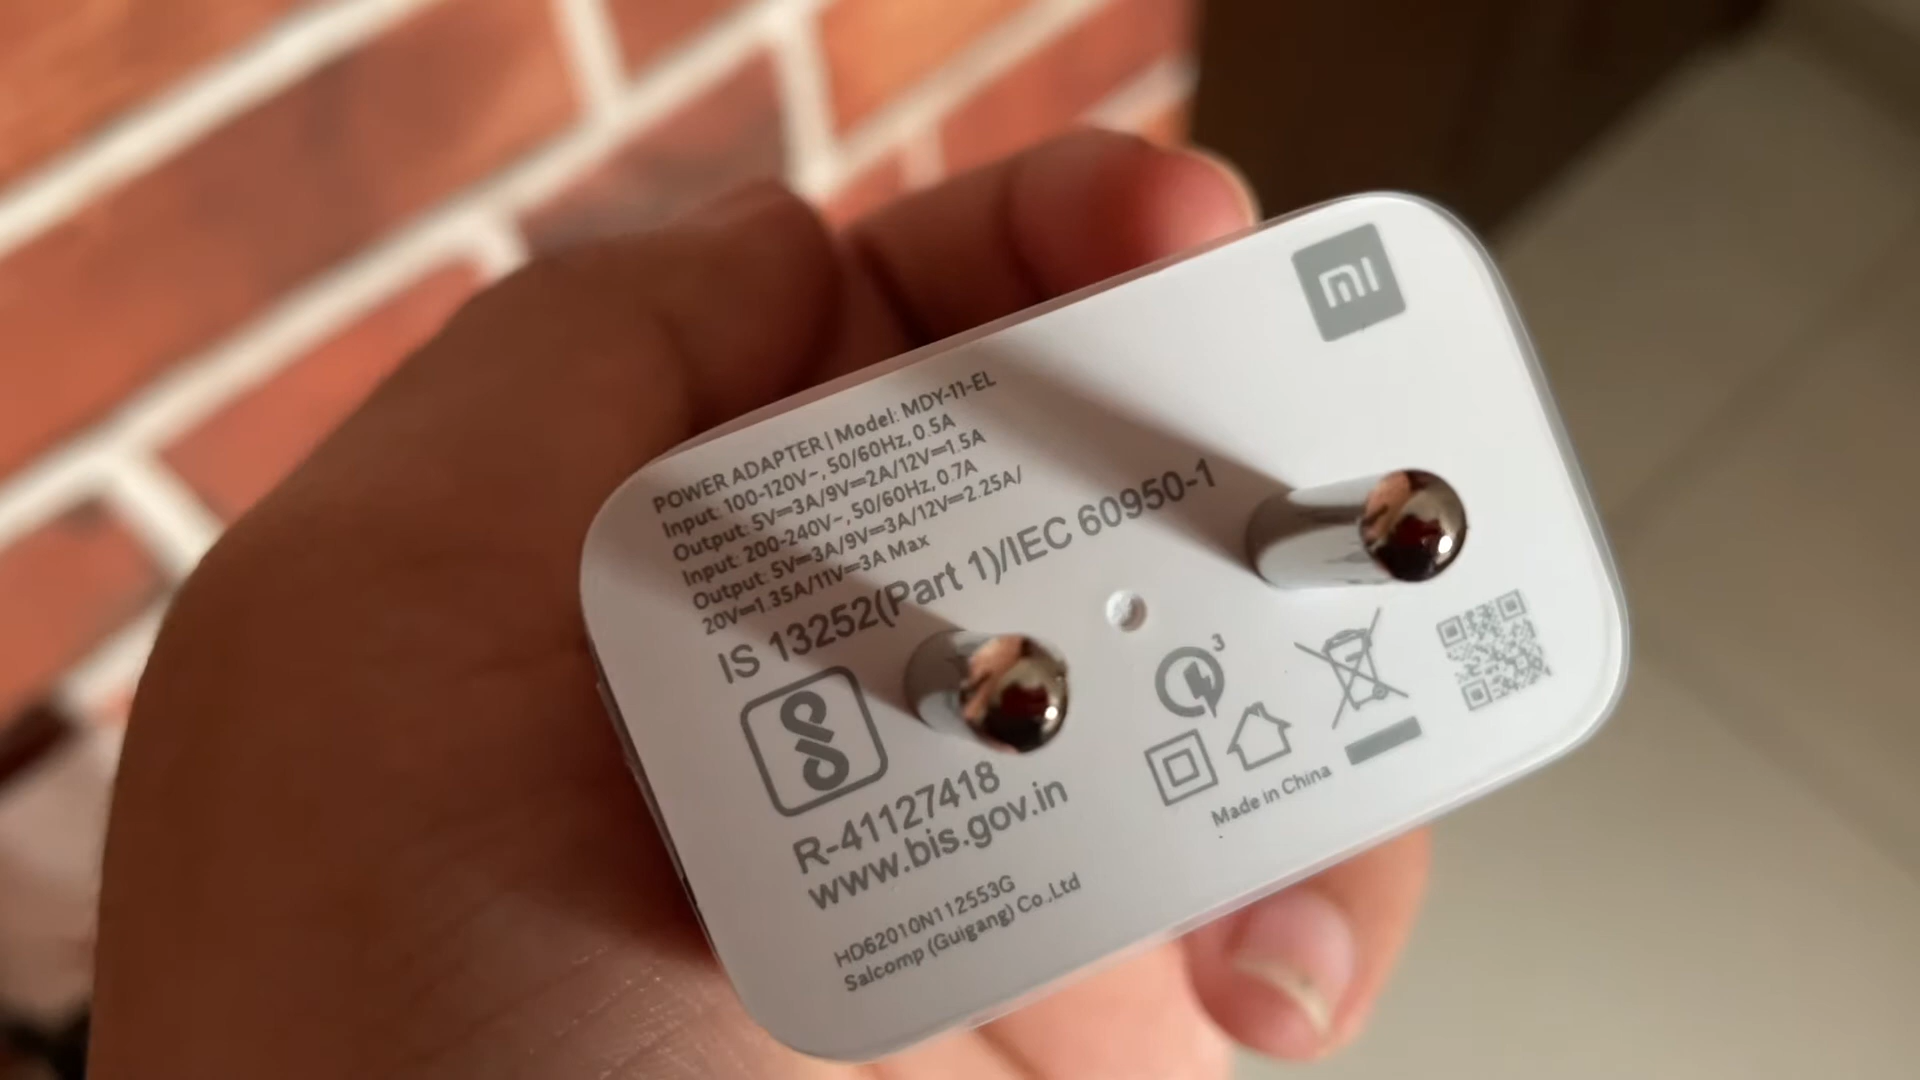 mi
POWER ADAPTER | Model: MDY-11-EL
Input: 100-120V~, 50/60Hz, 0.5A
Output: 5V⎓3A/9V⎓2A/12V⎓1.5A
Input: 200-240V~, 50/60Hz, 0.7A
Output: 5V⎓3A/9V⎓3A/12V⎓2.25A/
20V⎓1.35A/11V⎓3A Max
IS 13252(Part 1)/IEC 60950-1
3
R-41127418
www.bis.gov.in
Made in China
HD62010N112553G
Salcomp (Guigang) Co.,Ltd